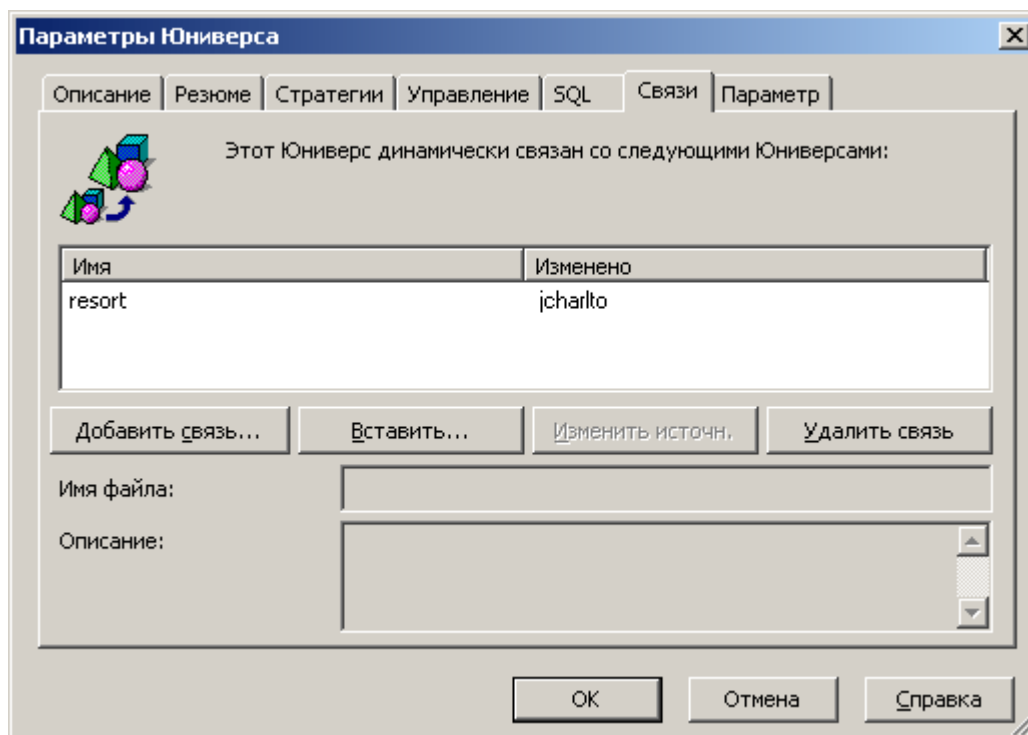 Параметры Юниверса
Описание Резюме Стратегии Управление SQL Связи Параметр
Этот Юниверс динамически связан со следующими Юниверсами:
Имя Изменено
resort jcharlto
Добавить связь... Вставить... Изменить источн. Удалить связь
Имя файла:
Описание:
OK Отмена Справка